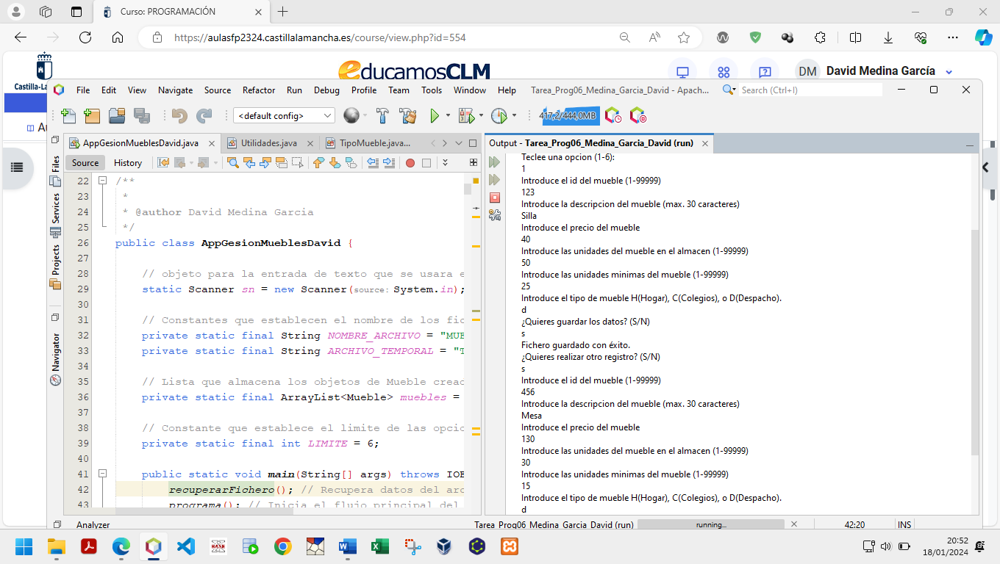 Curso: PROGRAMACIÓN
https://aulasfp2324.castillalamancha.es/course/view.php?id=554
Castilla-La
educamosCLM
DM
David Medina García
File Edit View Navigate Source Refactor Run Debug Profile Team Tools Window Help
Tarea_Prog06_Medina_Garcia_David - Apach...
Search (Ctrl+I)
<default config>
417,2/444,0MB
AppGesionMueblesDavid.java
Utilidades.java
TipoMueble.java...
Source
History
Files
Services
Projects
Navigator
22 /**
23 *
24 * @author David Medina Garcia
25 */
26 public class AppGesionMueblesDavid {
27
28 // objeto para la entrada de texto que se usara e
29 static Scanner sn = new Scanner(source: System.in);
30
31 // Constantes que establecen el nombre de los fic
32 private static final String NOMBRE_ARCHIVO = "MUE
33 private static final String ARCHIVO_TEMPORAL = "T
34
35 // Lista que almacena los objetos de Mueble creac
36 private static final ArrayList<Mueble> muebles =
37
38 // Constante que establece el limite de las opcio
39 private static final int LIMITE = 6;
40
41 public static void main(String[] args) throws IOE
42 recuperarFichero(); // Recupera datos del arc
43 programa(); // Inicia el flujo principal del
Output - Tarea_Prog06_Medina_Garcia_David (run)
Teclee una opcion (1-6):
1
Introduce el id del mueble (1-99999)
123
Introduce la descripcion del mueble (max. 30 caracteres)
Silla
Introduce el precio del mueble
40
Introduce las unidades del mueble en el almacen (1-99999)
50
Introduce las unidades minimas del mueble (1-99999)
25
Introduce el tipo de mueble H(Hogar), C(Colegios), o D(Despacho).
d
¿Quieres guardar los datos? (S/N)
s
Fichero guardado con éxito.
¿Quieres realizar otro registro? (S/N)
s
Introduce el id del mueble (1-99999)
456
Introduce la descripcion del mueble (max. 30 caracteres)
Mesa
Introduce el precio del mueble
130
Introduce las unidades del mueble en el almacen (1-99999)
30
Introduce las unidades minimas del mueble (1-99999)
15
Introduce el tipo de mueble H(Hogar), C(Colegios), o D(Despacho).
d
Analyzer
Tarea_Prog06_Medina_Garcia_David (run)
running...
42:20
INS
20:52
18/01/2024